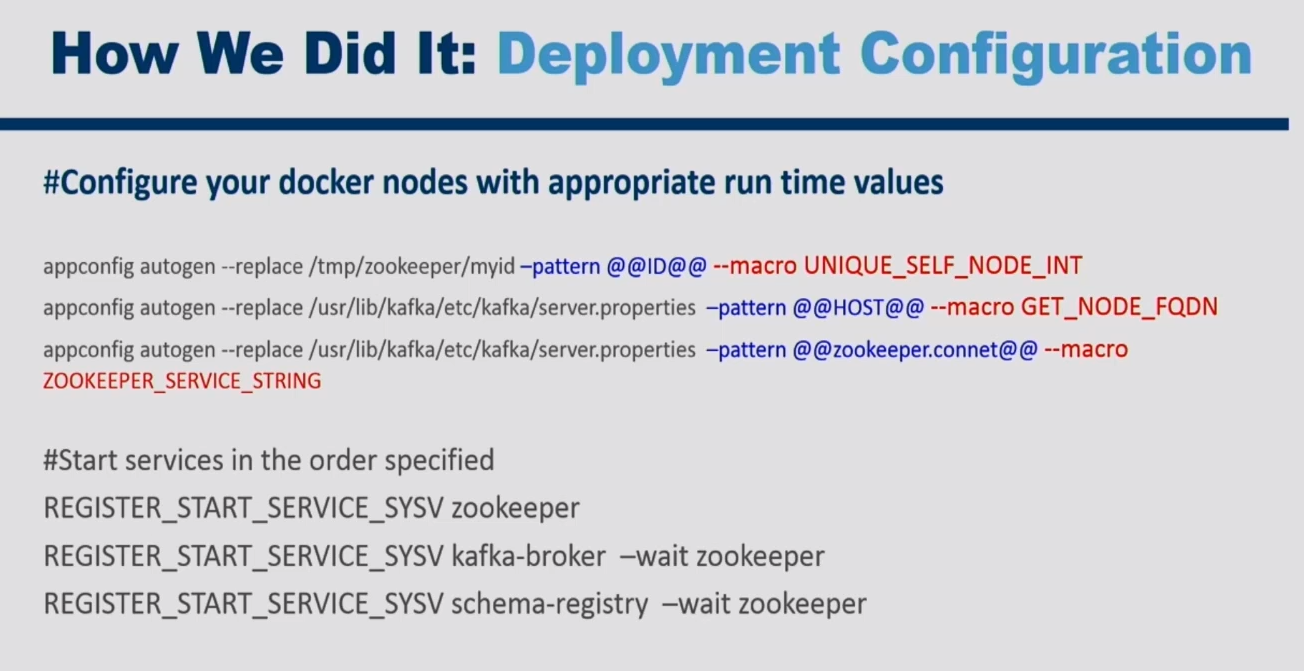 How We Did It: Deployment Configuration
#Configure your docker nodes with appropriate run time values
appconfig autogen --replace /tmp/zookeeper/myid –pattern @@ID@@ --macro UNIQUE_SELF_NODE_INT
appconfig autogen --replace /usr/lib/kafka/etc/kafka/server.properties –pattern @@HOST@@ --macro GET_NODE_FQDN
appconfig autogen --replace /usr/lib/kafka/etc/kafka/server.properties –pattern @@zookeeper.connet@@ --macro
ZOOKEEPER_SERVICE_STRING
#Start services in the order specified
REGISTER_START_SERVICE_SYSV zookeeper
REGISTER_START_SERVICE_SYSV kafka-broker –wait zookeeper
REGISTER_START_SERVICE_SYSV schema-registry –wait zookeeper